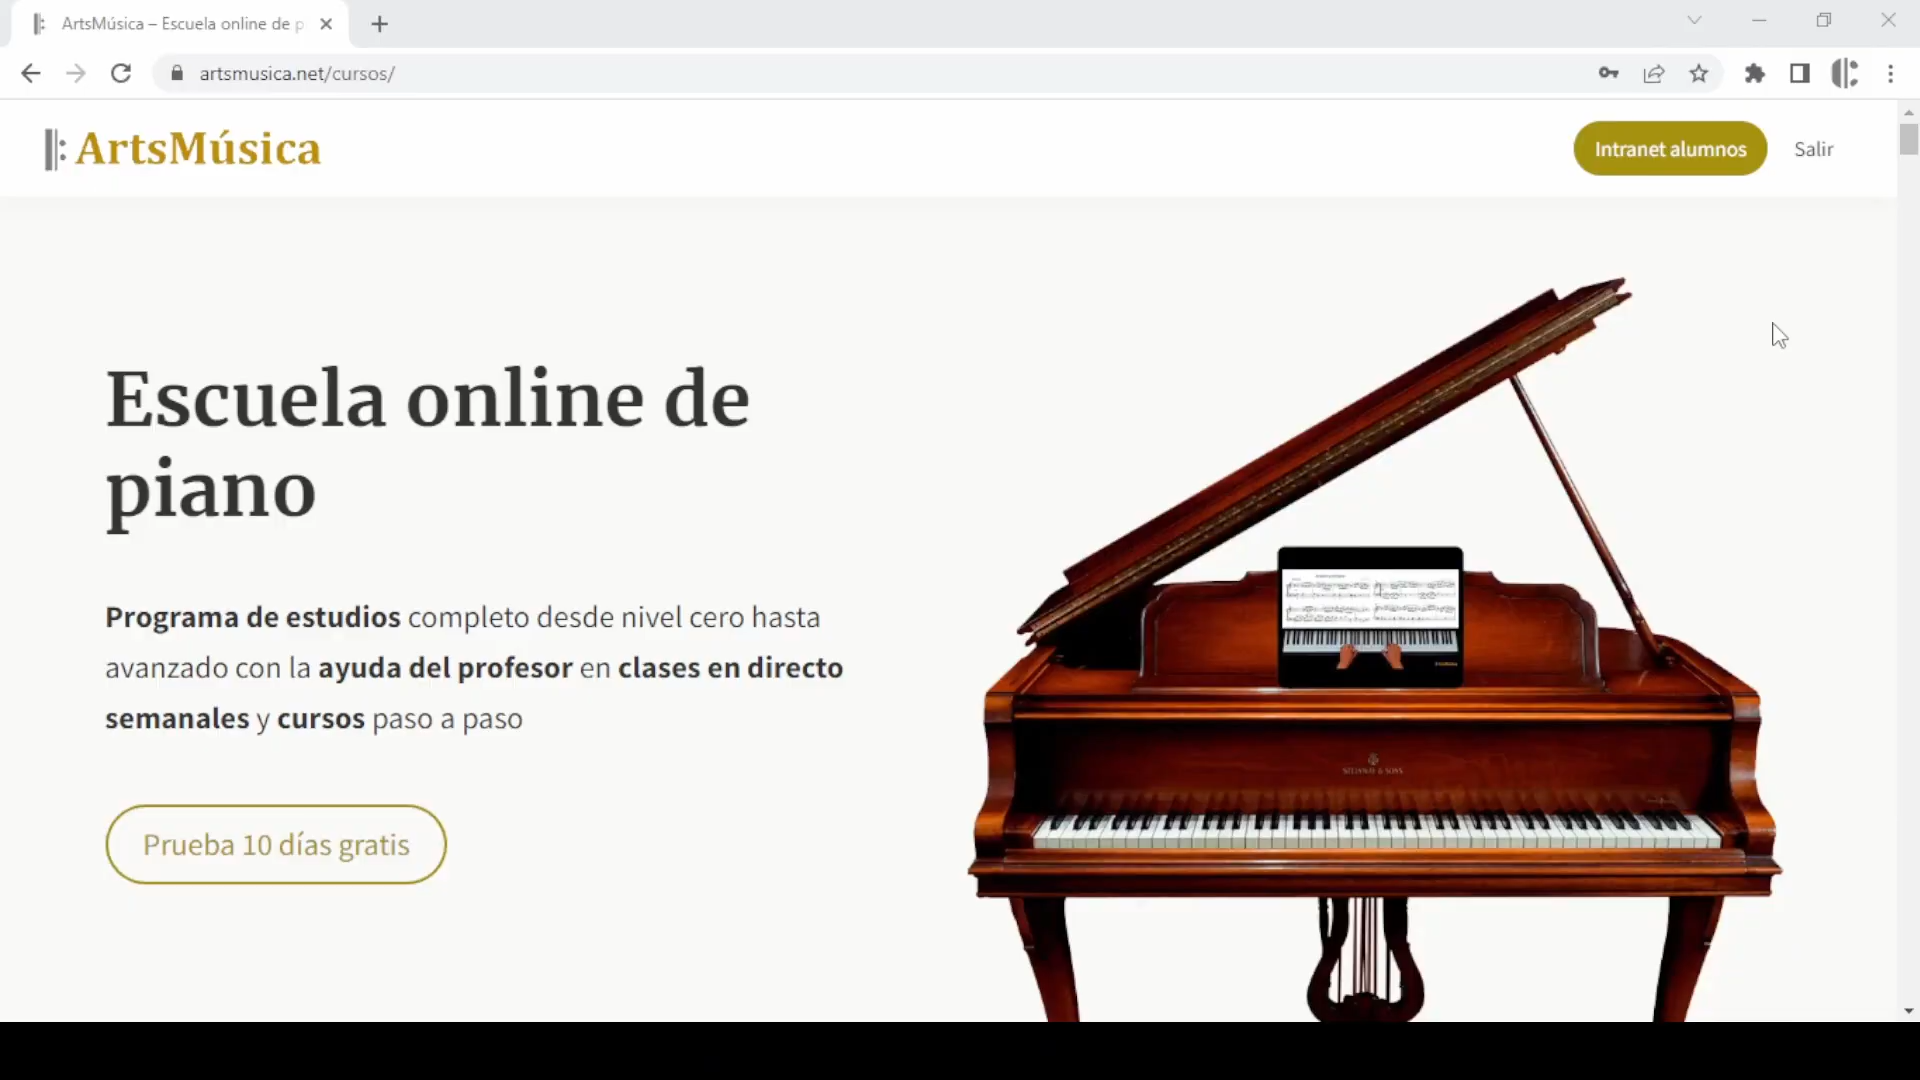 ArtsMúsica – Escuela online de p
artsmusica.net/cursos/
ArtsMúsica
Intranet alumnos
Salir
Escuela online de
piano
Programa de estudios completo desde nivel cero hasta
avanzado con la ayuda del profesor en clases en directo
semanales y cursos paso a paso
Prueba 10 días gratis
STEINWAY & SONS